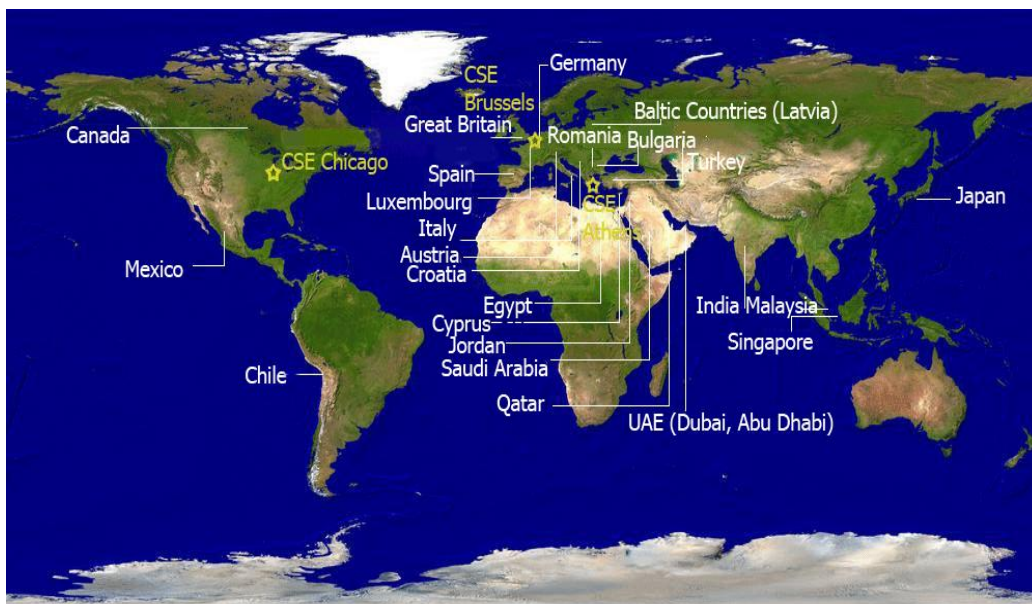 CSE
Brussels
Germany
Baltic Countries (Latvia)
Canada
Great Britain
Romania
Bulgaria
CSE Chicago
Spain
Turkey
Luxembourg
CSE
Athens
Japan
Italy
Austria
Croatia
Mexico
Egypt
India Malaysia
Cyprus
Jordan
Singapore
Saudi Arabia
Chile
Qatar
UAE (Dubai, Abu Dhabi)